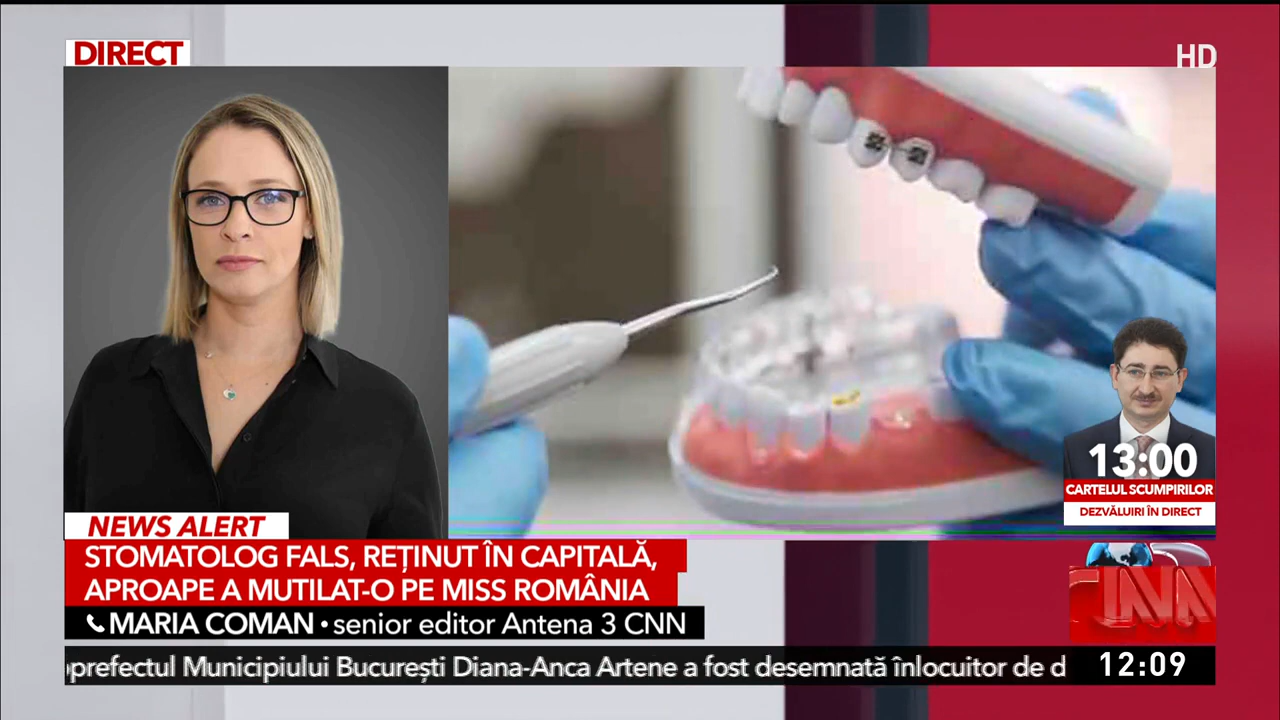 DIRECT
HD
13:00
CARTELUL SCUMPIRILOR
DEZVĂLUIRI ÎN DIRECT
NEWS ALERT
STOMATOLOG FALS, REȚINUT ÎN CAPITALĂ,
APROAPE A MUTILAT-O PE MISS ROMÂNIA
MARIA COMAN • senior editor Antena 3 CNN
CNN
oprefectul Municipiului București Diana-Anca Artene a fost desemnată înlocuitor de d
12:09